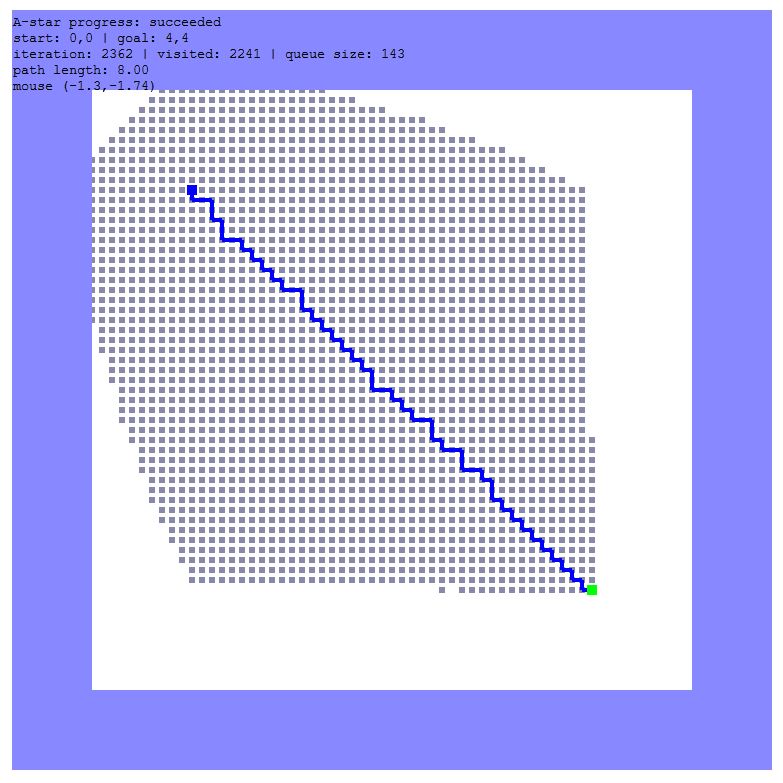 A-star progress: succeeded
start: 0,0 | goal: 4,4
iteration: 2362 | visited: 2241 | queue size: 143
path length: 8.00
mouse (-1.3,-1.74)